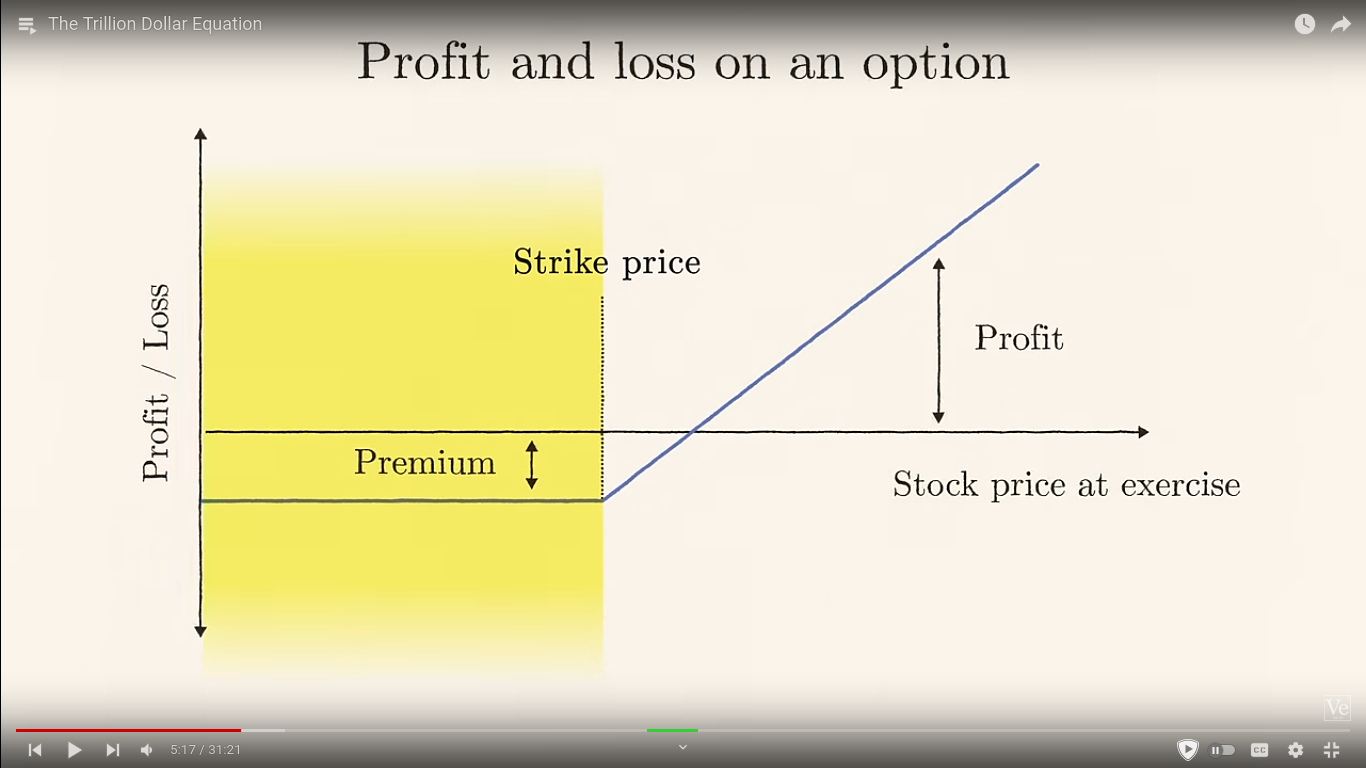 The Trillion Dollar Equation
Profit and loss on an option
Strike price
Profit / Loss
Profit
Premium
Stock price at exercise
Ve
5:17 / 31:21
CC